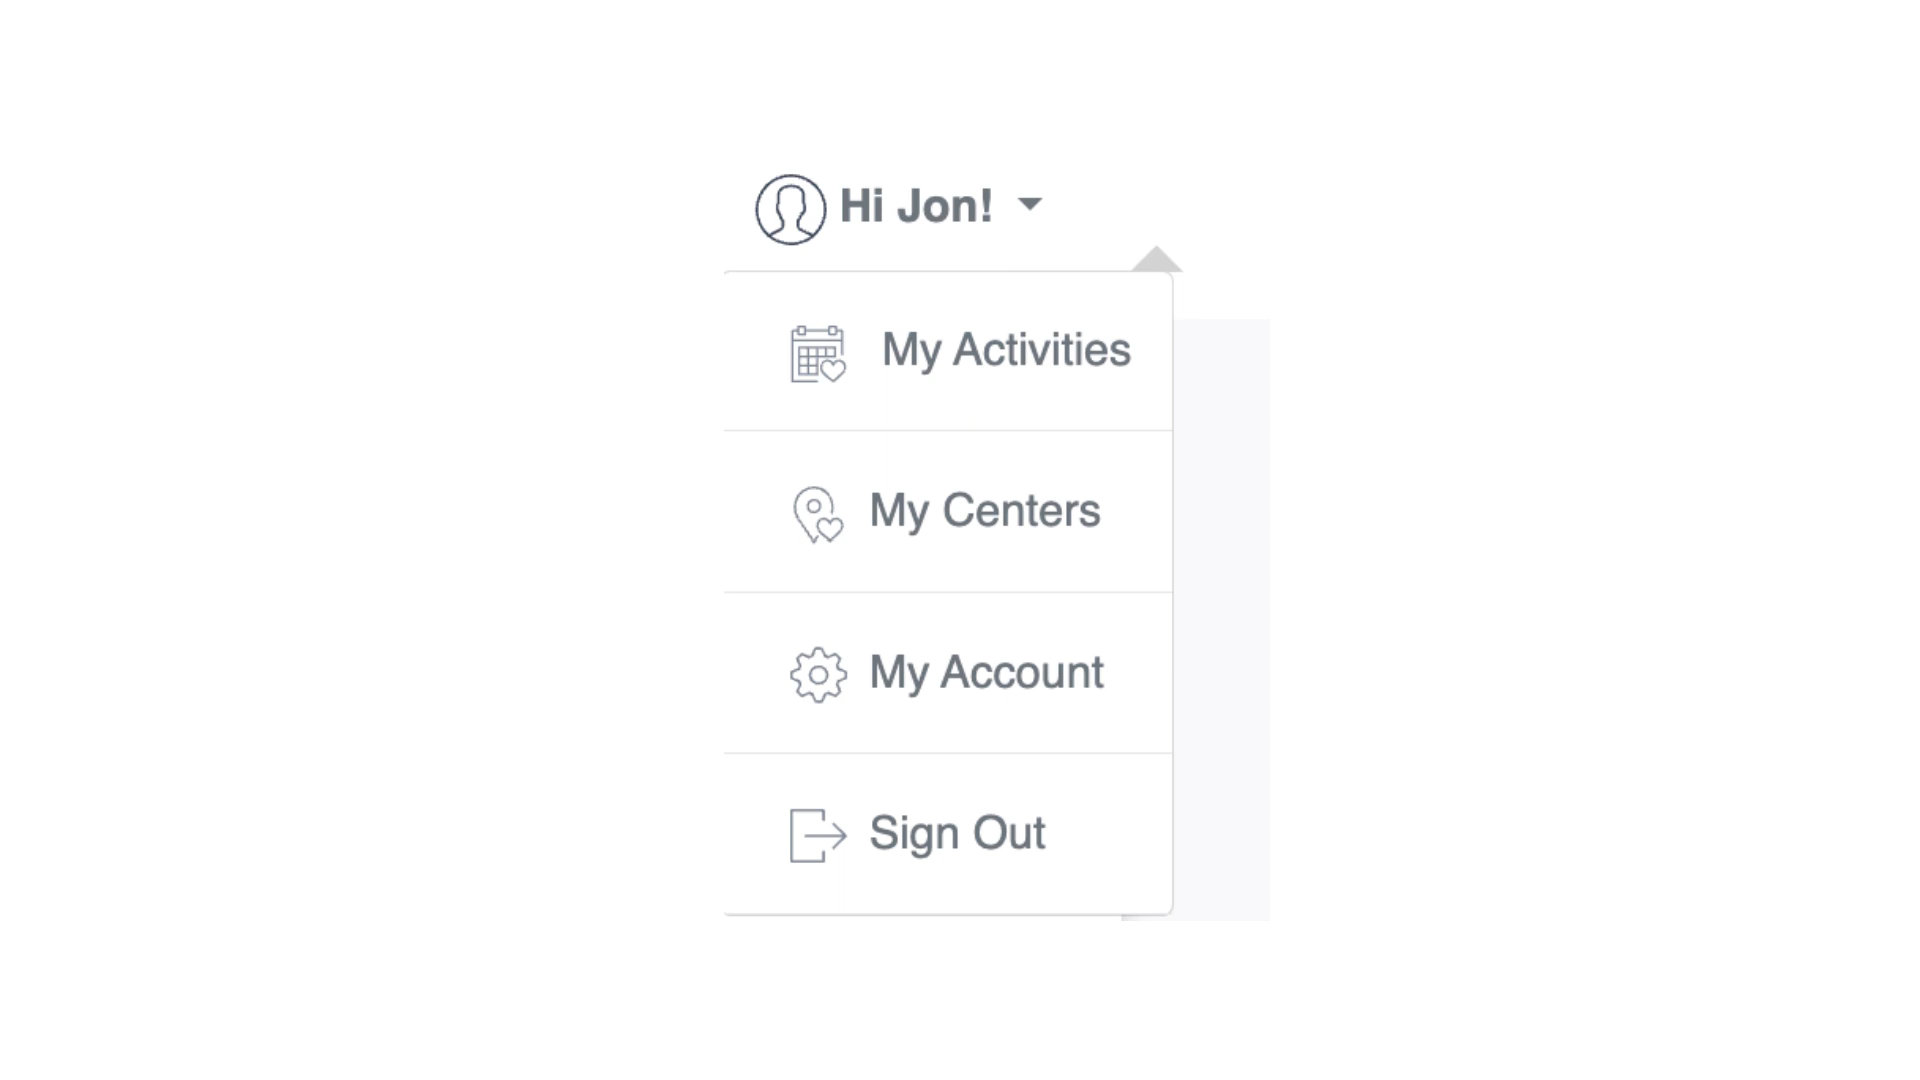 Hi Jon!
My Activities
My Centers
My Account
Sign Out